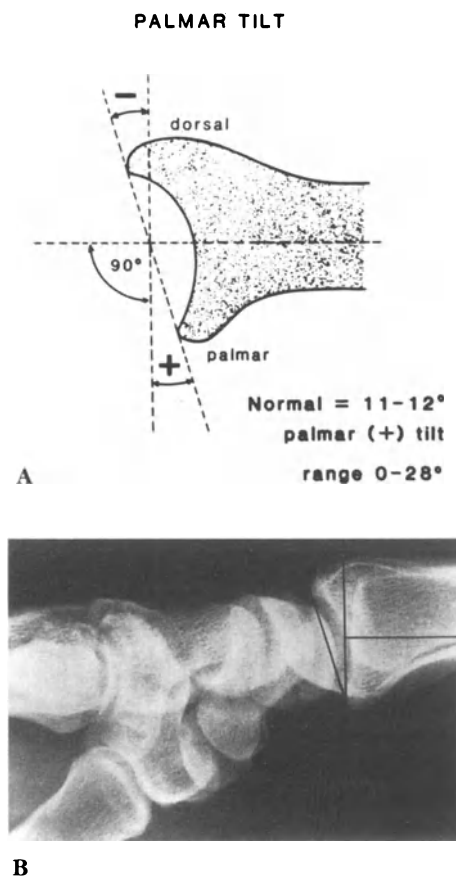 PALMAR TILT
–
dorsal
90°
+
palmar
Normal = 11–12°
palmar (+) tilt
range 0–28°
A
B